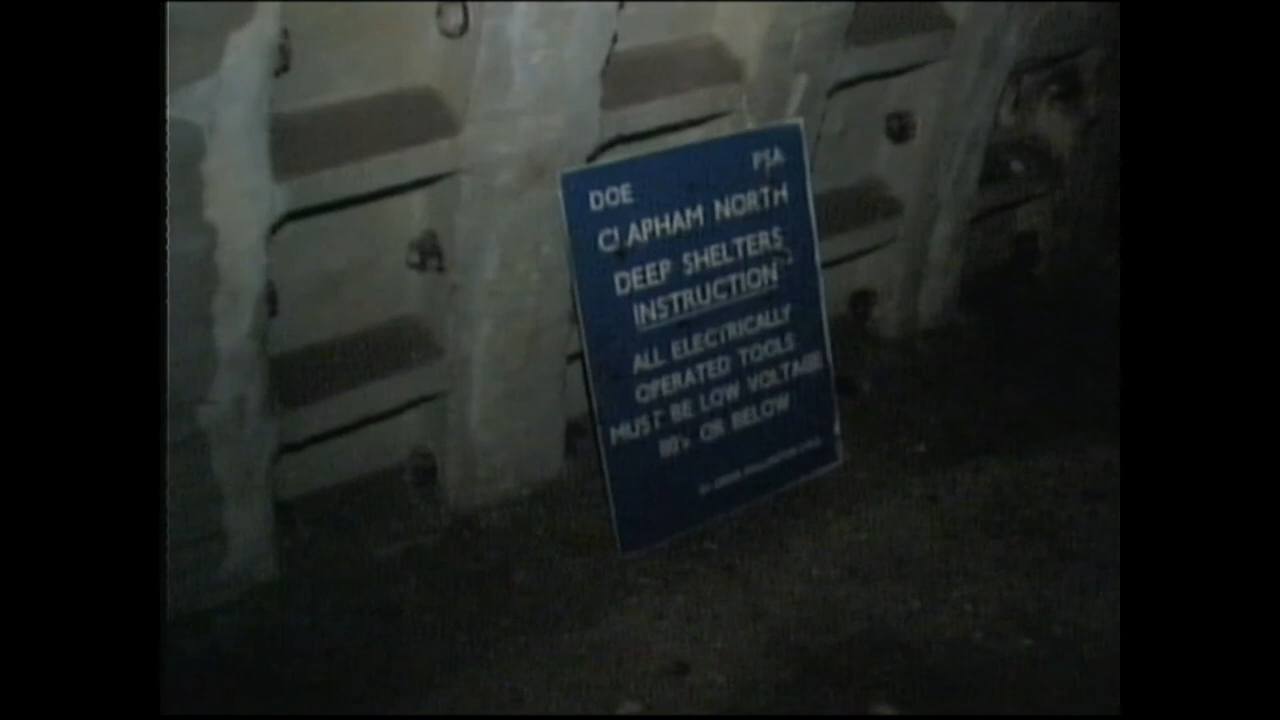 DOE PSA
CLAPHAM NORTH
DEEP SHELTERS
INSTRUCTION
ALL ELECTRICALLY
OPERATED TOOLS
MUST BE LOW VOLTAGE
OR BELOW